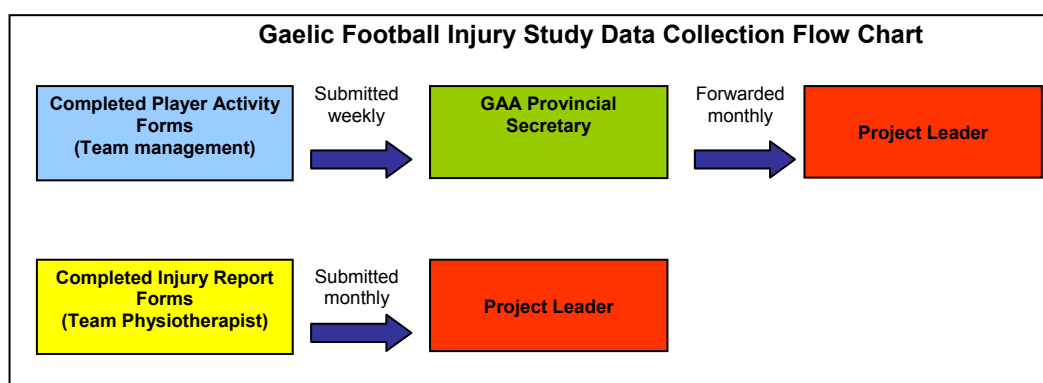 Gaelic Football Injury Study Data Collection Flow Chart
Completed Player Activity
Forms
(Team management)
Submitted
weekly
GAA Provincial
Secretary
Forwarded
monthly
Project Leader
Completed Injury Report
Forms
(Team Physiotherapist)
Submitted
monthly
Project Leader